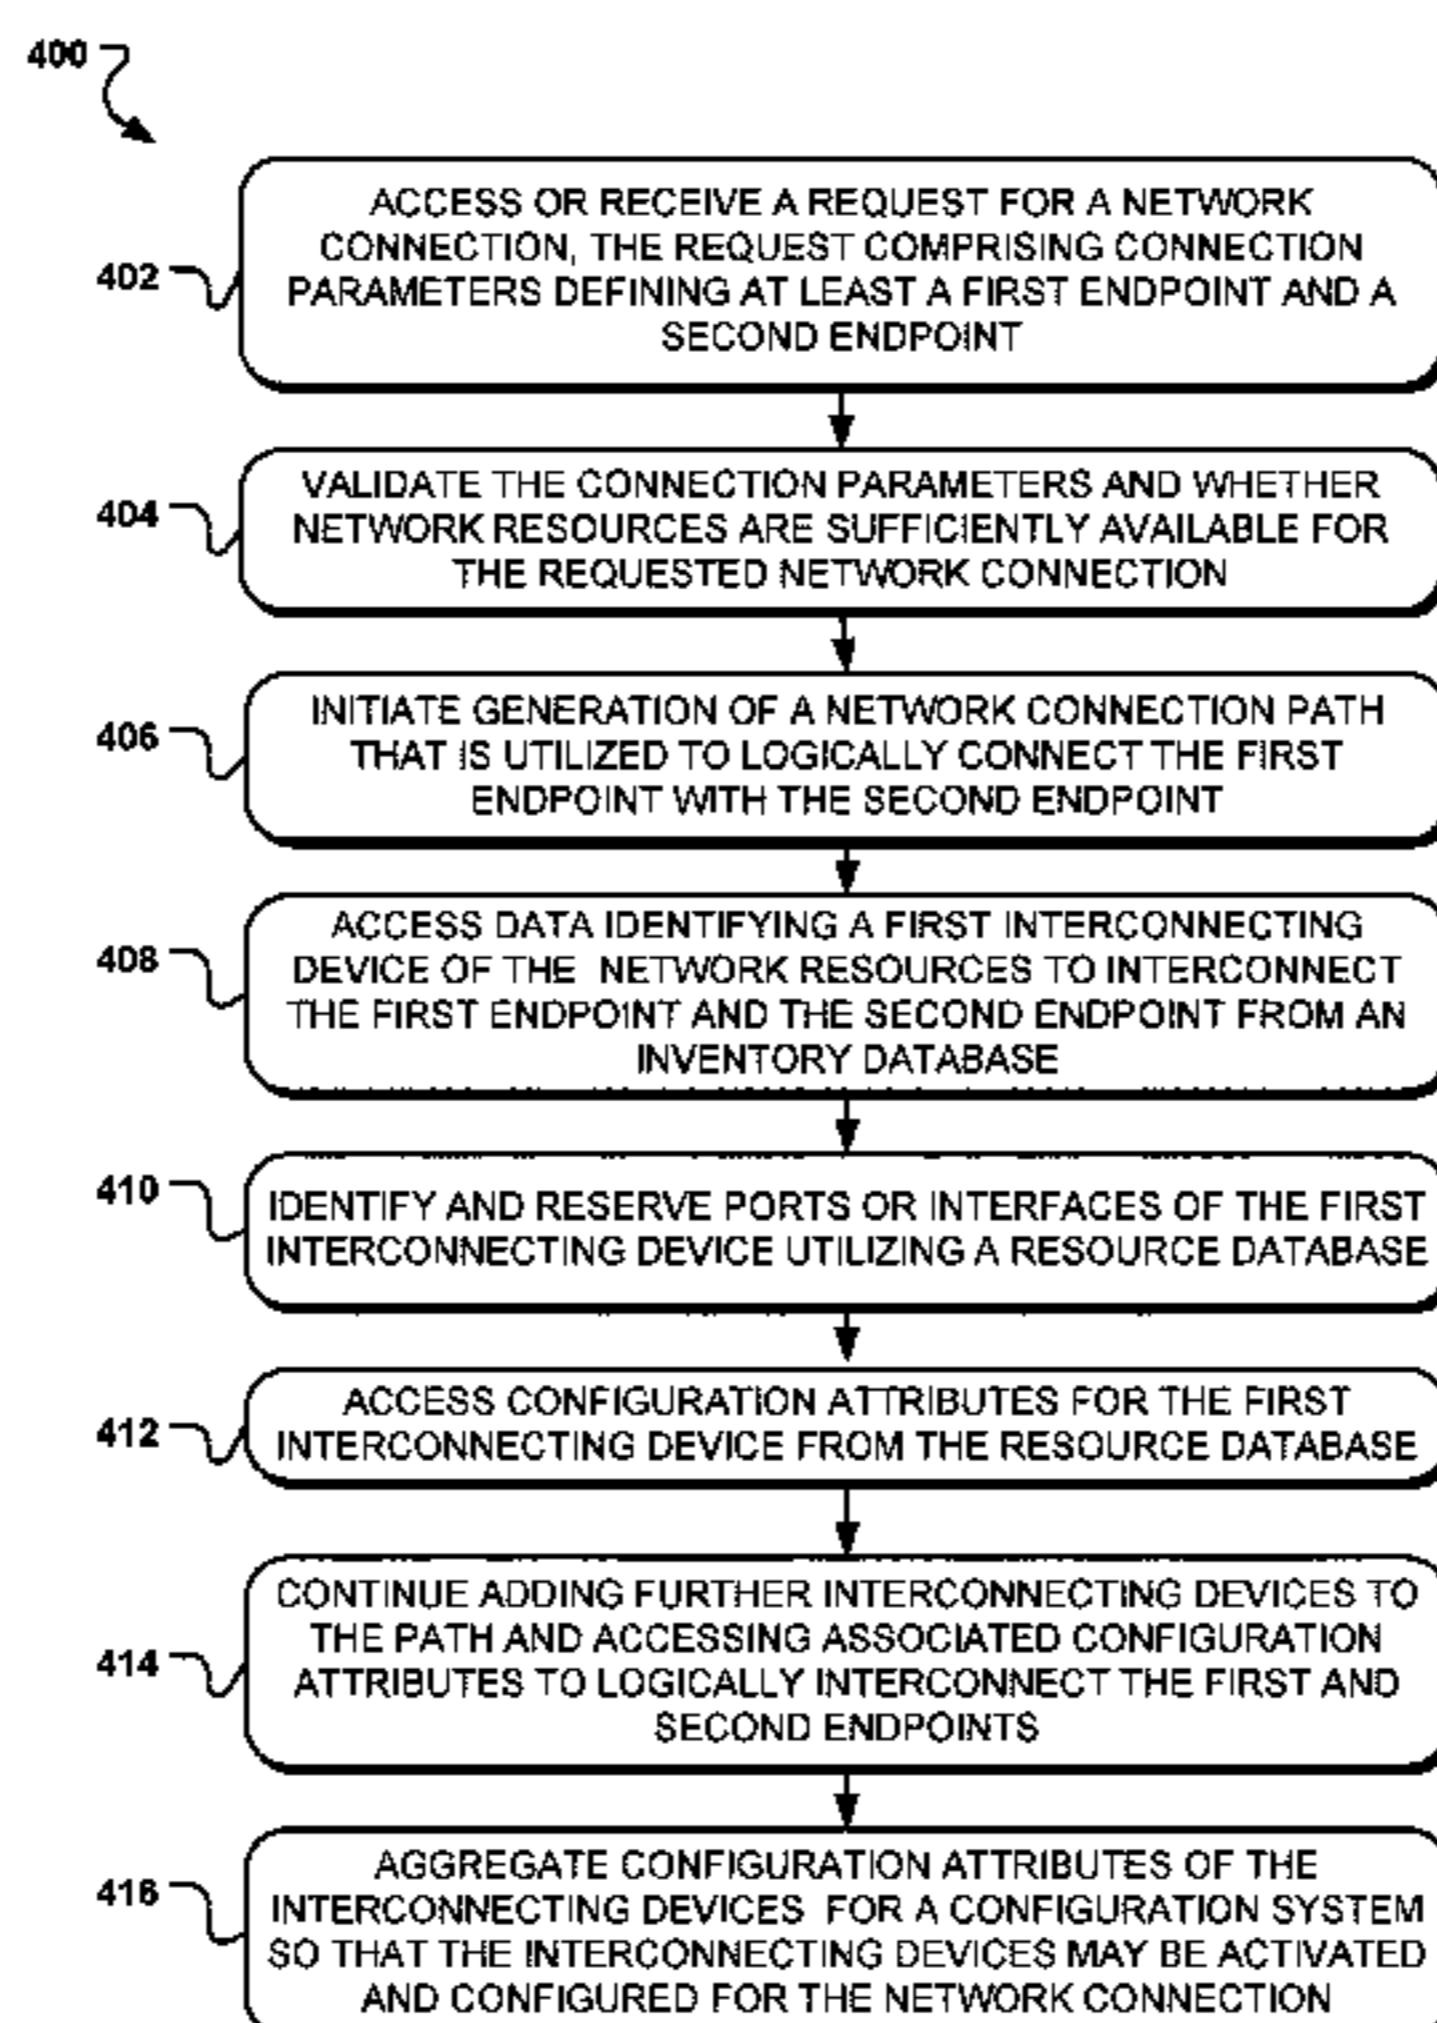 400
402
ACCESS OR RECEIVE A REQUEST FOR A NETWORK
CONNECTION, THE REQUEST COMPRISING CONNECTION
PARAMETERS DEFINING AT LEAST A FIRST ENDPOINT AND A
SECOND ENDPOINT
404
VALIDATE THE CONNECTION PARAMETERS AND WHETHER
NETWORK RESOURCES ARE SUFFICIENTLY AVAILABLE FOR
THE REQUESTED NETWORK CONNECTION
406
INITIATE GENERATION OF A NETWORK CONNECTION PATH
THAT IS UTILIZED TO LOGICALLY CONNECT THE FIRST
ENDPOINT WITH THE SECOND ENDPOINT
408
ACCESS DATA IDENTIFYING A FIRST INTERCONNECTING
DEVICE OF THE NETWORK RESOURCES TO INTERCONNECT
THE FIRST ENDPOINT AND THE SECOND ENDPOINT FROM AN
INVENTORY DATABASE
410
IDENTIFY AND RESERVE PORTS OR INTERFACES OF THE FIRST
INTERCONNECTING DEVICE UTILIZING A RESOURCE DATABASE
412
ACCESS CONFIGURATION ATTRIBUTES FOR THE FIRST
INTERCONNECTING DEVICE FROM THE RESOURCE DATABASE
414
CONTINUE ADDING FURTHER INTERCONNECTING DEVICES TO
THE PATH AND ACCESSING ASSOCIATED CONFIGURATION
ATTRIBUTES TO LOGICALLY INTERCONNECT THE FIRST AND
SECOND ENDPOINTS
416
AGGREGATE CONFIGURATION ATTRIBUTES OF THE
INTERCONNECTING DEVICES FOR A CONFIGURATION SYSTEM
SO THAT THE INTERCONNECTING DEVICES MAY BE ACTIVATED
AND CONFIGURED FOR THE NETWORK CONNECTION